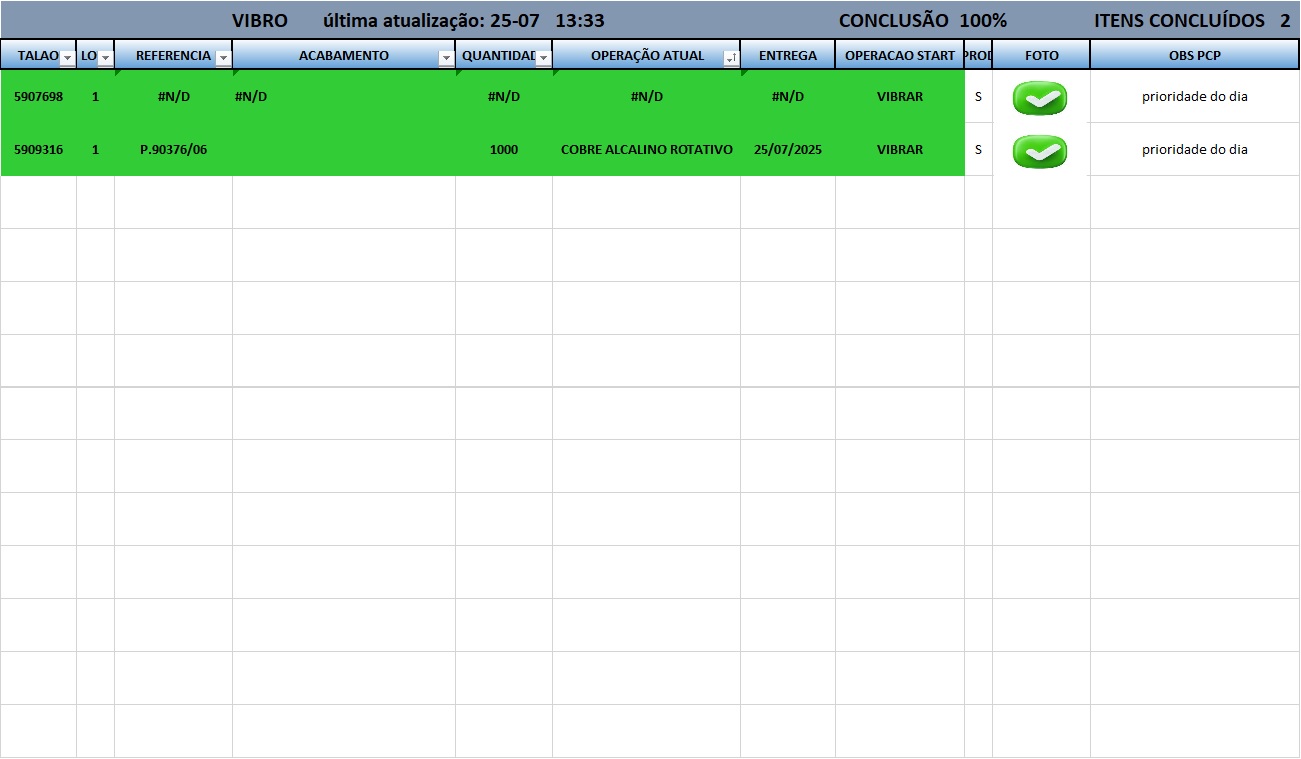 VIBRO última atualização: 25-07 13:33 CONCLUSÃO 100% ITENS CONCLUÍDOS 2
TALAO LO REFERENCIA ACABAMENTO QUANTIDAD OPERAÇÃO ATUAL ENTREGA OPERACAO START PROD FOTO OBS PCP
5907698 1 #N/D #N/D #N/D #N/D #N/D VIBRAR S prioridade do dia
5909316 1 P.90376/06 1000 COBRE ALCALINO ROTATIVO 25/07/2025 VIBRAR S prioridade do dia